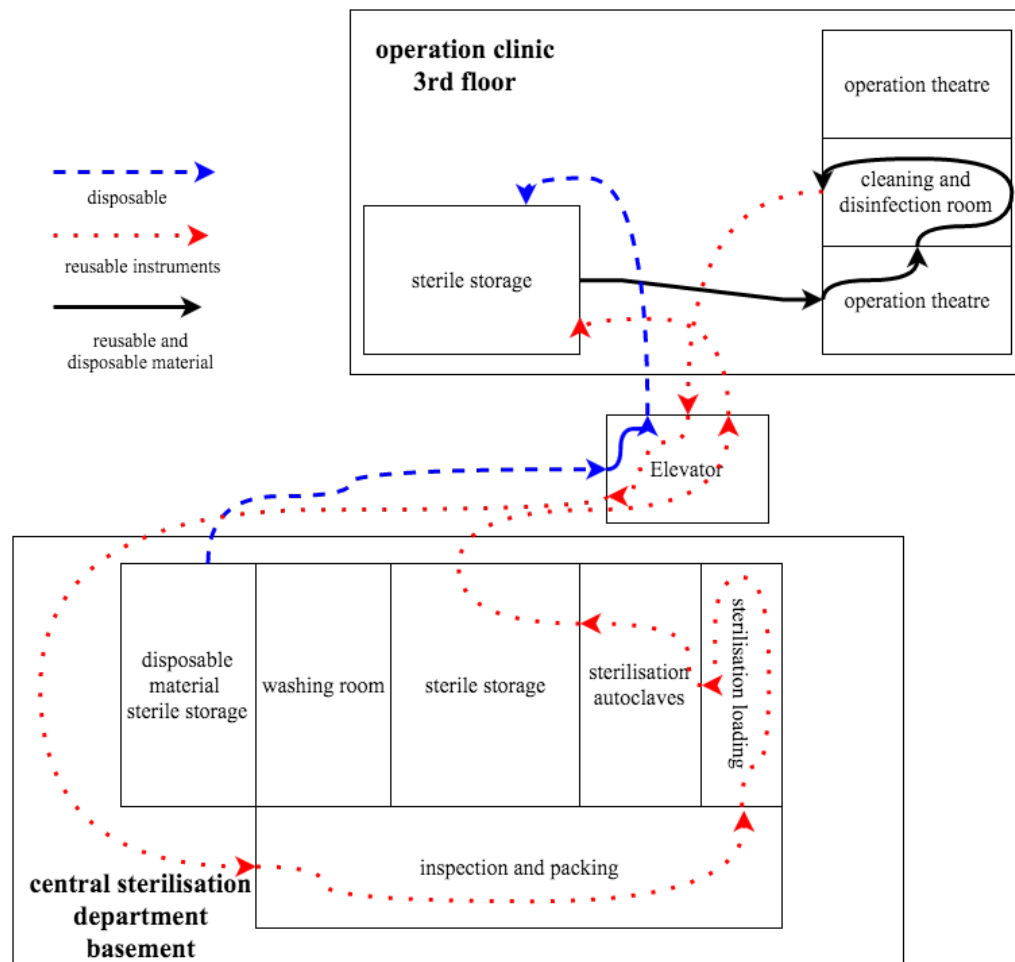 operation clinic
3rd floor
operation theatre
cleaning and
disinfection room
operation theatre
sterile storage
disposable
reusable instruments
reusable and
disposable material
Elevator
disposable
material
sterile storage
washing room
sterile storage
sterilisation
autoclaves
sterilisation loading
inspection and packing
central sterilisation
department
basement